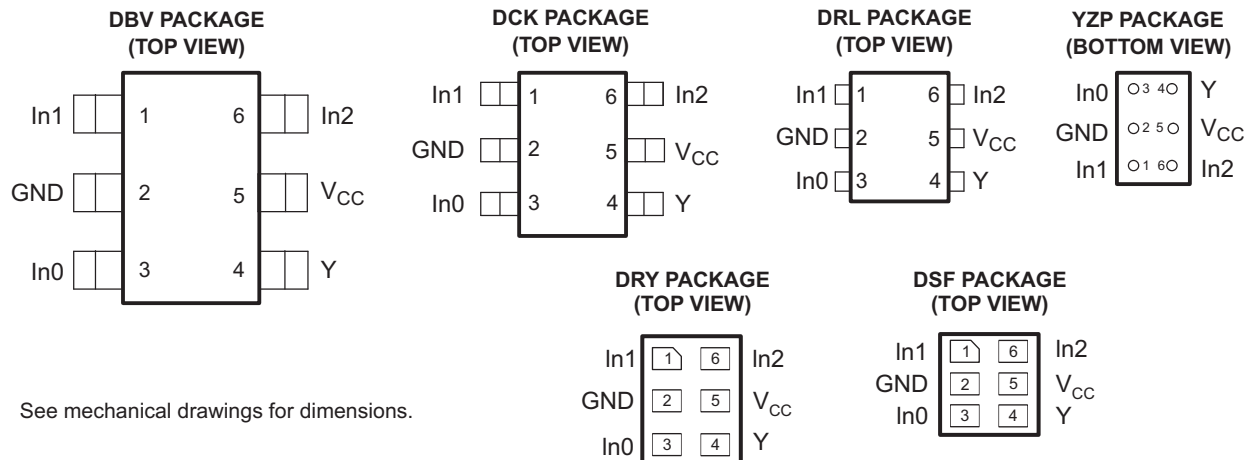 DBV PACKAGE
(TOP VIEW)
In1 1 6 In2
GND 2 5 VCC
In0 3 4 Y
DCK PACKAGE
(TOP VIEW)
In1 1 6 In2
GND 2 5 VCC
In0 3 4 Y
DRL PACKAGE
(TOP VIEW)
In1 1 6 In2
GND 2 5 VCC
In0 3 4 Y
YZP PACKAGE
(BOTTOM VIEW)
In0 3 4 Y
GND 2 5 VCC
In1 1 6 In2
DRY PACKAGE
(TOP VIEW)
In1 1 6 In2
GND 2 5 VCC
In0 3 4 Y
DSF PACKAGE
(TOP VIEW)
In1 1 6 In2
GND 2 5 VCC
In0 3 4 Y
See mechanical drawings for dimensions.